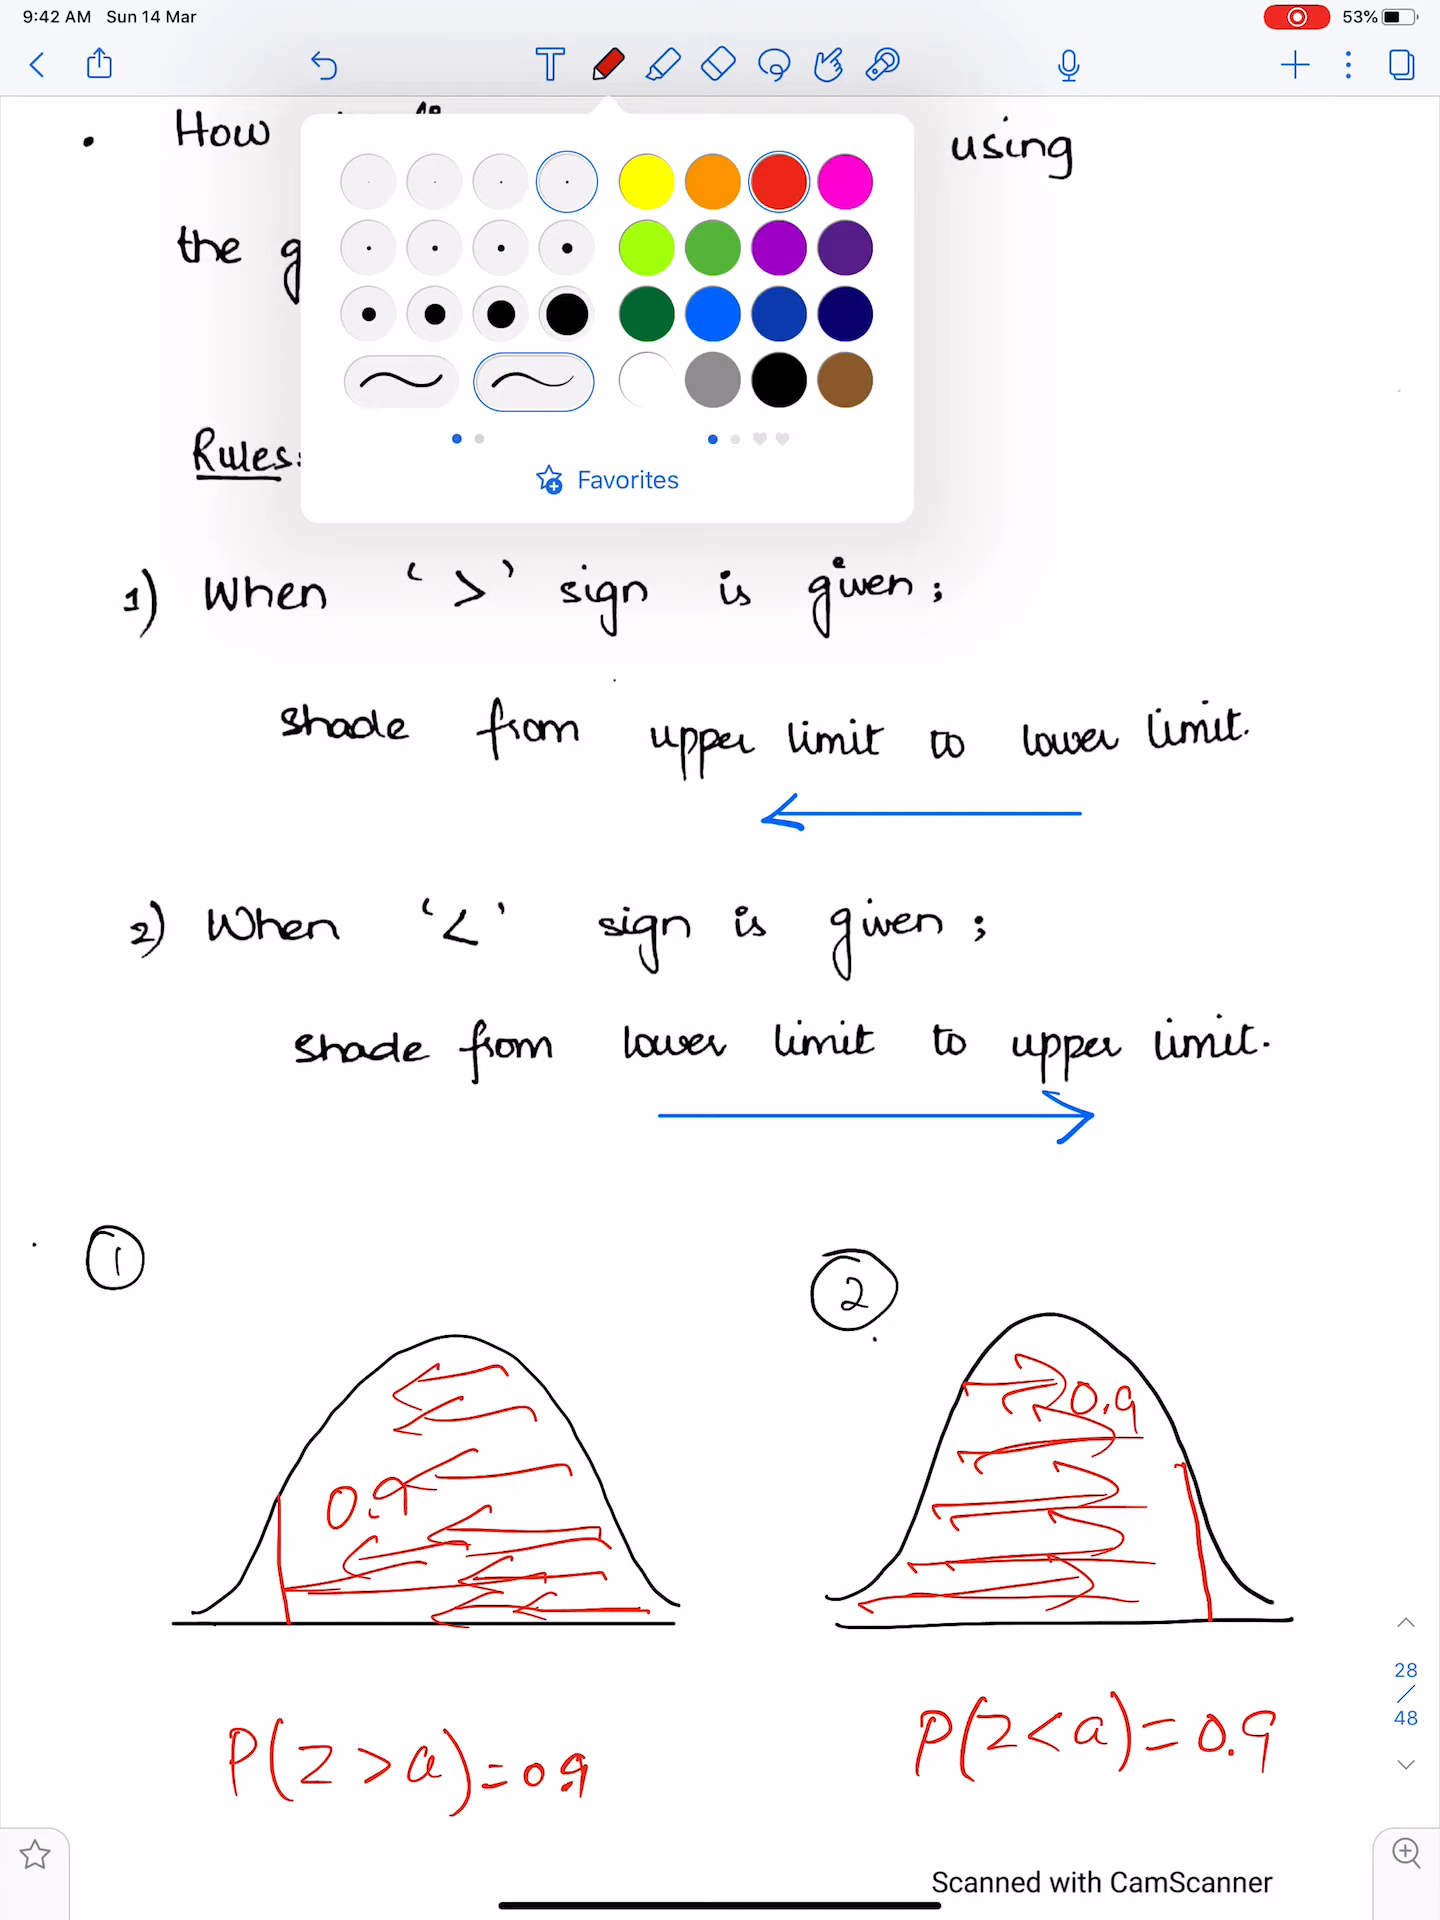 9:42 AM Sun 14 Mar 53%
How using
the g
Favorites
Rules:
1) When '>' sign is given;
shade from upper limit to lower limit.
2) When '<' sign is given;
shade from lower limit to upper limit.
1
2
0.9
0.9
P(Z>a)=0.9
P(Z<a)=0.9
28
/
48
Scanned with CamScanner